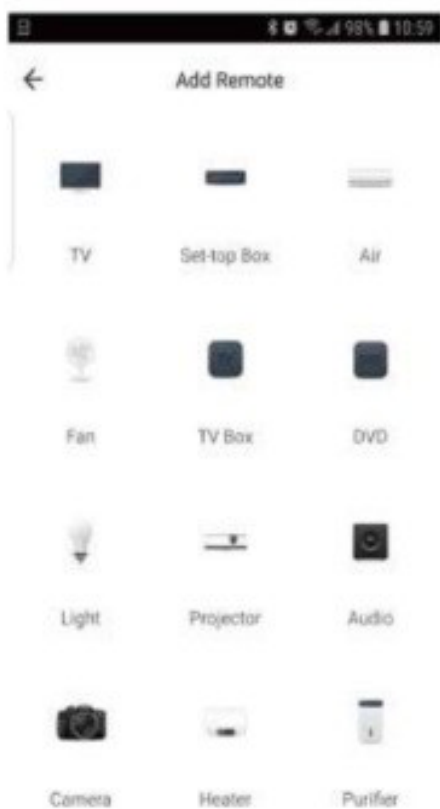 98% 10:59
Add Remote
TV Set-top Box Air
Fan TV Box DVD
Light Projector Audio
Camera Heater Purifier